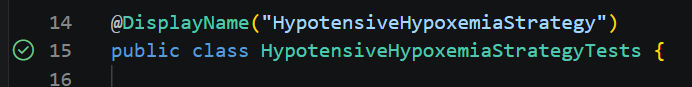 14 @DisplayName("HypotensiveHypoxemiaStrategy")
15 public class HypotensiveHypoxemiaStrategyTests {
16